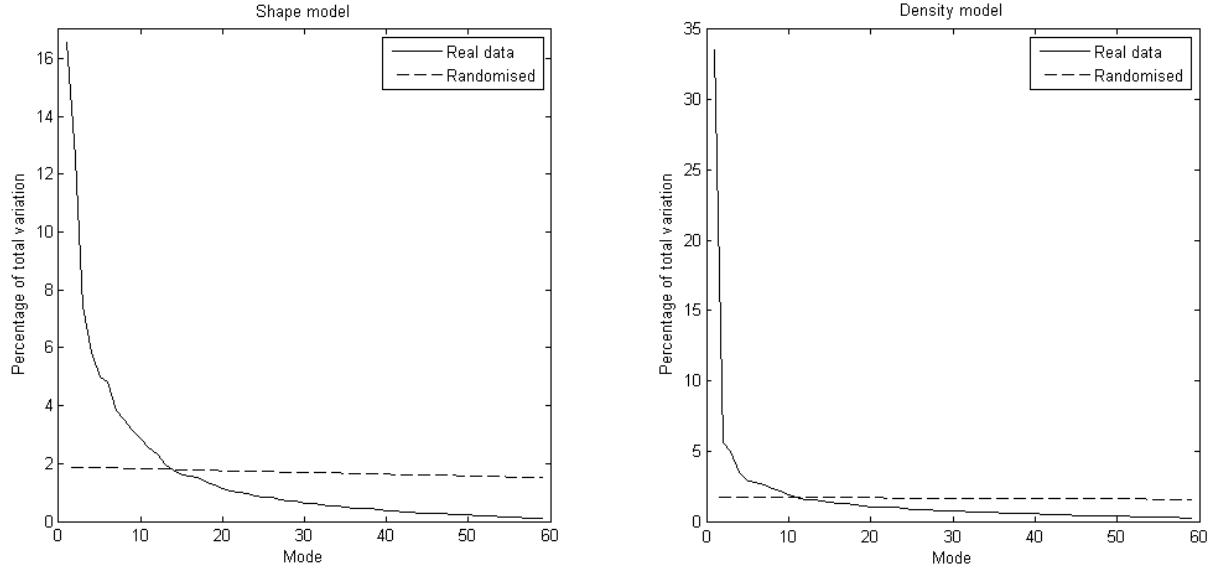 Shape model
Percentage of total variation
16
14
12
10
8
6
4
2
0
0 10 20 30 40 50 60
Mode
Real data
Randomised
Density model
Percentage of total variation
35
30
25
20
15
10
5
0
0 10 20 30 40 50 60
Mode
Real data
Randomised